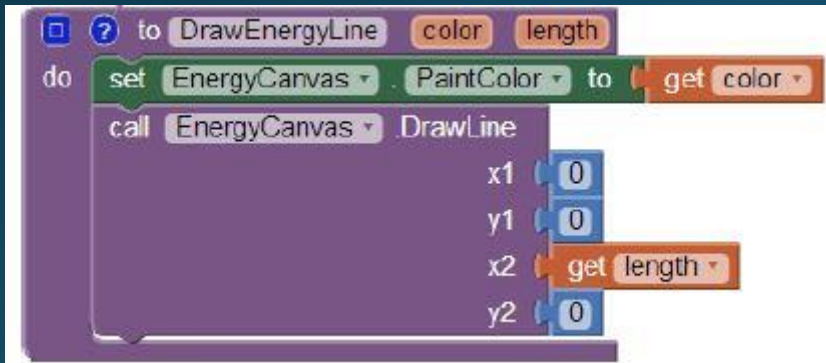 ? to DrawEnergyLine color length
do set EnergyCanvas . PaintColor to get color
call EnergyCanvas .DrawLine
x1 0
y1 0
x2 get length
y2 0